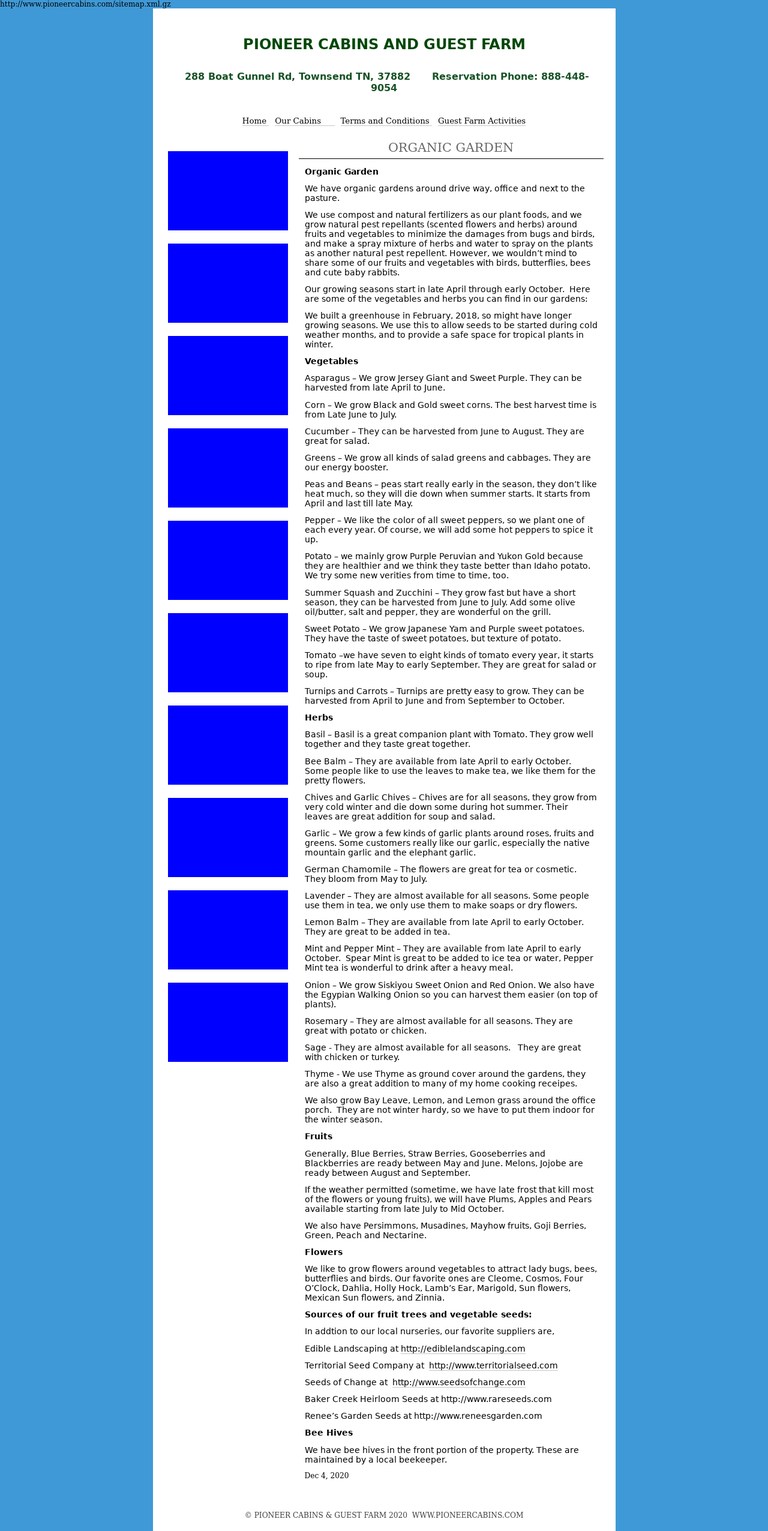 http://www.pioneercabins.com/sitemap.xml.gz
PIONEER CABINS AND GUEST FARM
288 Boat Gunnel Rd, Townsend TN, 37882 Reservation Phone: 888-448-
9054
Home Our Cabins Terms and Conditions Guest Farm Activities
ORGANIC GARDEN
Organic Garden
We have organic gardens around drive way, office and next to the
pasture.
We use compost and natural fertilizers as our plant foods, and we
grow natural pest repellants (scented flowers and herbs) around
fruits and vegetables to minimize the damages from bugs and birds,
and make a spray mixture of herbs and water to spray on the plants
as another natural pest repellent. However, we wouldn’t mind to
share some of our fruits and vegetables with birds, butterflies, bees
and cute baby rabbits.
Our growing seasons start in late April through early October.  Here
are some of the vegetables and herbs you can find in our gardens:
We built a greenhouse in February, 2018, so might have longer
growing seasons. We use this to allow seeds to be started during cold
weather months, and to provide a safe space for tropical plants in
winter.
Vegetables
Asparagus – We grow Jersey Giant and Sweet Purple. They can be
harvested from late April to June.
Corn – We grow Black and Gold sweet corns. The best harvest time is
from Late June to July.
Cucumber – They can be harvested from June to August. They are
great for salad.
Greens – We grow all kinds of salad greens and cabbages. They are
our energy booster.
Peas and Beans – peas start really early in the season, they don’t like
heat much, so they will die down when summer starts. It starts from
April and last till late May.
Pepper – We like the color of all sweet peppers, so we plant one of
each every year. Of course, we will add some hot peppers to spice it
up.
Potato – we mainly grow Purple Peruvian and Yukon Gold because
they are healthier and we think they taste better than Idaho potato.
We try some new verities from time to time, too.
Summer Squash and Zucchini – They grow fast but have a short
season, they can be harvested from June to July. Add some olive
oil/butter, salt and pepper, they are wonderful on the grill.
Sweet Potato – We grow Japanese Yam and Purple sweet potatoes.
They have the taste of sweet potatoes, but texture of potato.
Tomato –we have seven to eight kinds of tomato every year, it starts
to ripe from late May to early September. They are great for salad or
soup.
Turnips and Carrots – Turnips are pretty easy to grow. They can be
harvested from April to June and from September to October.
Herbs
Basil – Basil is a great companion plant with Tomato. They grow well
together and they taste great together.
Bee Balm – They are available from late April to early October.
Some people like to use the leaves to make tea, we like them for the
pretty flowers.
Chives and Garlic Chives – Chives are for all seasons, they grow from
very cold winter and die down some during hot summer. Their
leaves are great addition for soup and salad.
Garlic – We grow a few kinds of garlic plants around roses, fruits and
greens. Some customers really like our garlic, especially the native
mountain garlic and the elephant garlic.
German Chamomile – The flowers are great for tea or cosmetic.
They bloom from May to July.
Lavender – They are almost available for all seasons. Some people
use them in tea, we only use them to make soaps or dry flowers.
Lemon Balm – They are available from late April to early October.
They are great to be added in tea.
Mint and Pepper Mint – They are available from late April to early
October.  Spear Mint is great to be added to ice tea or water, Pepper
Mint tea is wonderful to drink after a heavy meal.
Onion – We grow Siskiyou Sweet Onion and Red Onion. We also have
the Egypian Walking Onion so you can harvest them easier (on top of
plants).
Rosemary – They are almost available for all seasons. They are
great with potato or chicken.
Sage - They are almost available for all seasons.   They are great
with chicken or turkey.
Thyme - We use Thyme as ground cover around the gardens, they
are also a great addition to many of my home cooking receipes.
We also grow Bay Leave, Lemon, and Lemon grass around the office
porch.  They are not winter hardy, so we have to put them indoor for
the winter season.
Fruits
Generally, Blue Berries, Straw Berries, Gooseberries and
Blackberries are ready between May and June. Melons, Jojobe are
ready between August and September.
If the weather permitted (sometime, we have late frost that kill most
of the flowers or young fruits), we will have Plums, Apples and Pears
available starting from late July to Mid October.
We also have Persimmons, Musadines, Mayhow fruits, Goji Berries,
Green, Peach and Nectarine.
Flowers
We like to grow flowers around vegetables to attract lady bugs, bees,
butterflies and birds. Our favorite ones are Cleome, Cosmos, Four
O’Clock, Dahlia, Holly Hock, Lamb’s Ear, Marigold, Sun flowers,
Mexican Sun flowers, and Zinnia.
Sources of our fruit trees and vegetable seeds:
In addtion to our local nurseries, our favorite suppliers are,
Edible Landscaping at http://ediblelandscaping.com
Territorial Seed Company at  http://www.territorialseed.com
Seeds of Change at  http://www.seedsofchange.com
Baker Creek Heirloom Seeds at http://www.rareseeds.com
Renee’s Garden Seeds at http://www.reneesgarden.com
Bee Hives
We have bee hives in the front portion of the property. These are
maintained by a local beekeeper.
Dec 4, 2020
© PIONEER CABINS & GUEST FARM 2020  WWW.PIONEERCABINS.COM